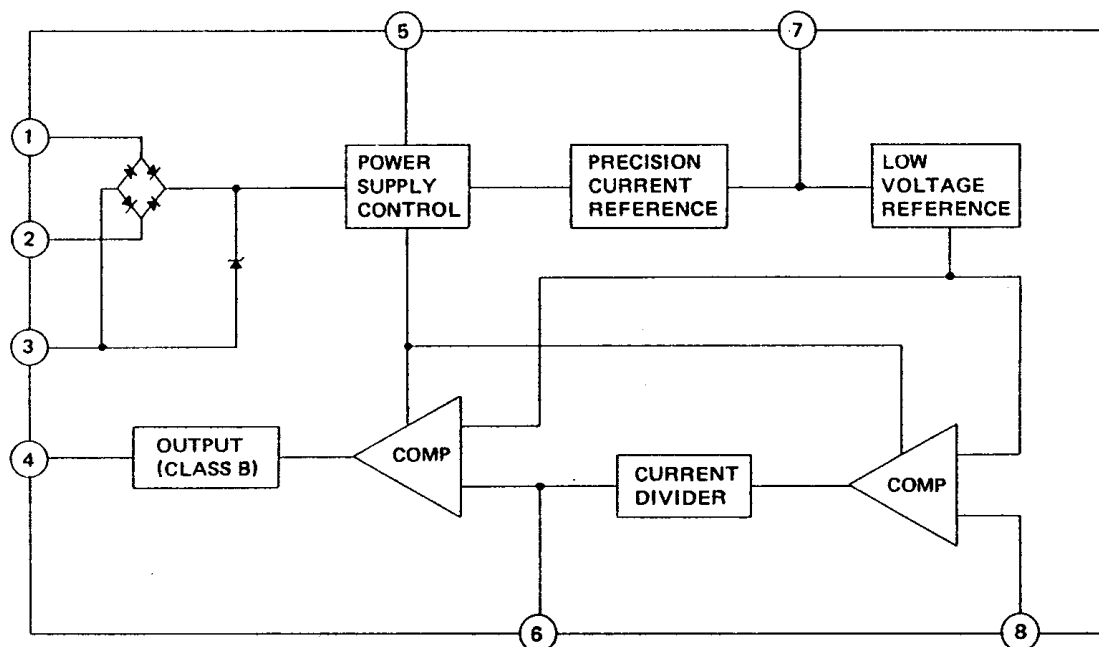 5
7
1
POWER
SUPPLY
CONTROL
PRECISION
CURRENT
REFERENCE
LOW
VOLTAGE
REFERENCE
2
3
4
OUTPUT
(CLASS B)
COMP
CURRENT
DIVIDER
COMP
6
8